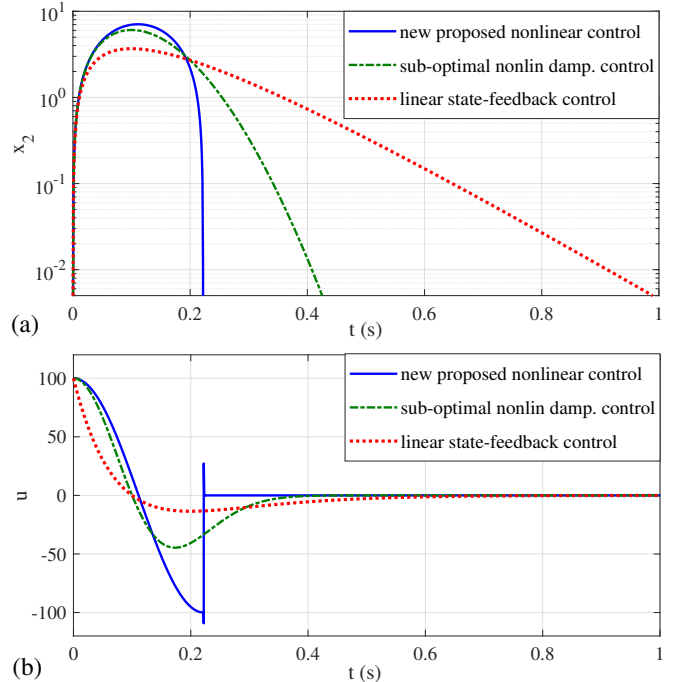 10^1
10^0
10^-1
10^-2
x_2
new proposed nonlinear control
sub-optimal nonlin damp. control
linear state-feedback control
0 0.2 0.4 0.6 0.8 1
t (s)
(a)
100
50
0
-50
-100
u
new proposed nonlinear control
sub-optimal nonlin damp. control
linear state-feedback control
0 0.2 0.4 0.6 0.8 1
t (s)
(b)